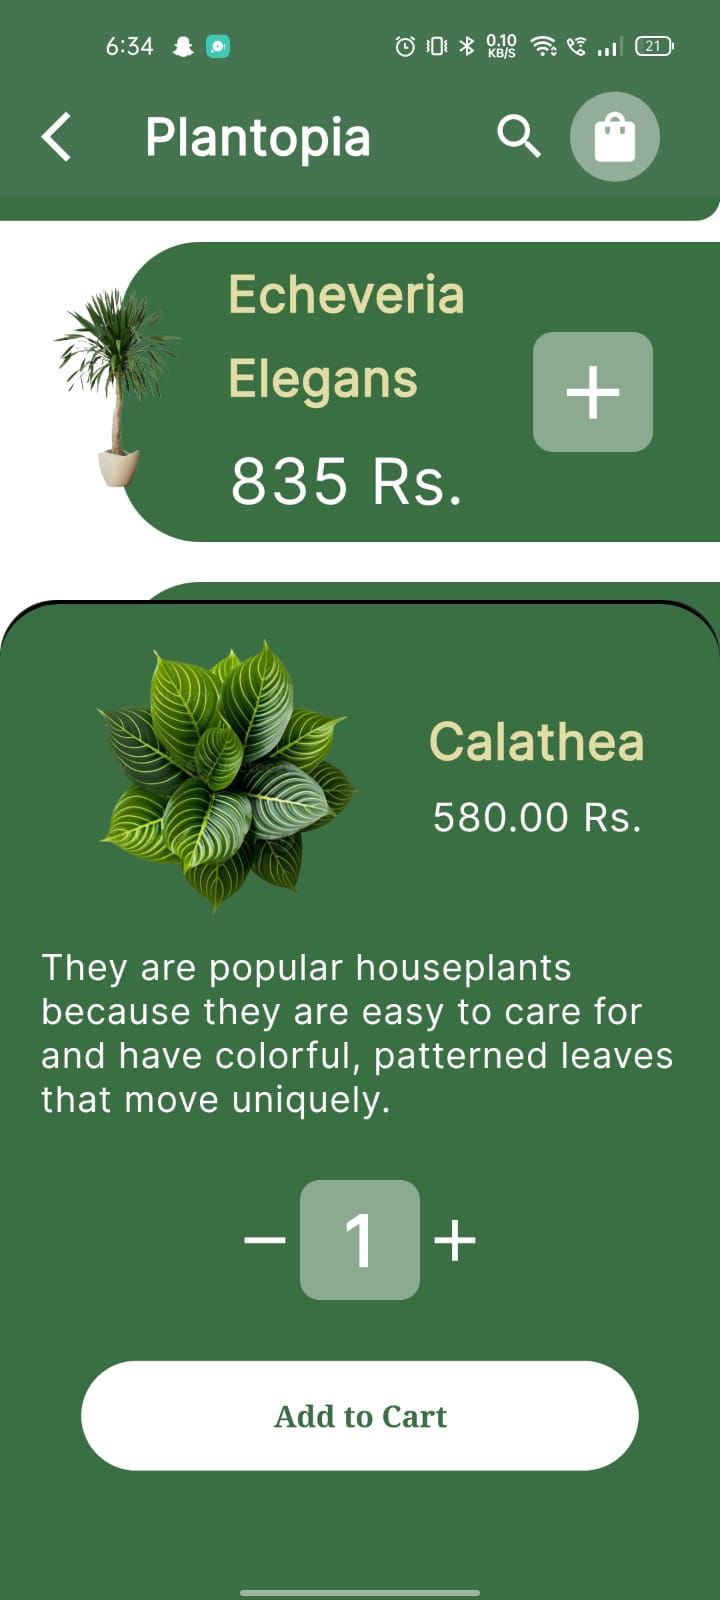 6:34 0.10 KB/S 21
Plantopia
Echeveria
Elegans
835 Rs.
Calathea
580.00 Rs.
They are popular houseplants
because they are easy to care for
and have colorful, patterned leaves
that move uniquely.
− 1 +
Add to Cart